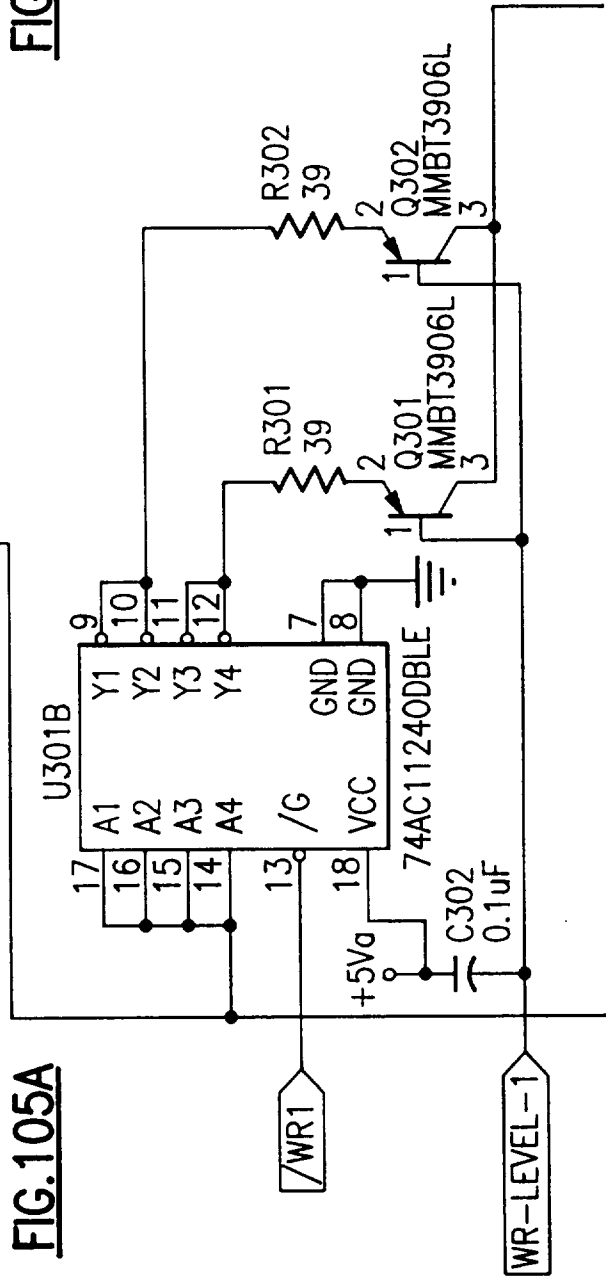 FIG.105A
FIG
U301B
17
16
15
14
13
18
A1
A2
A3
A4
/G
VCC
Y1
Y2
Y3
Y4
GND
GND
9
10
11
12
7
8
74AC11240DBLE
R301
39
R302
39
2
1
3
Q301
MMBT3906L
2
1
3
Q302
MMBT3906L
/WR1
+5Va
C302
0.1uF
WR-LEVEL-1